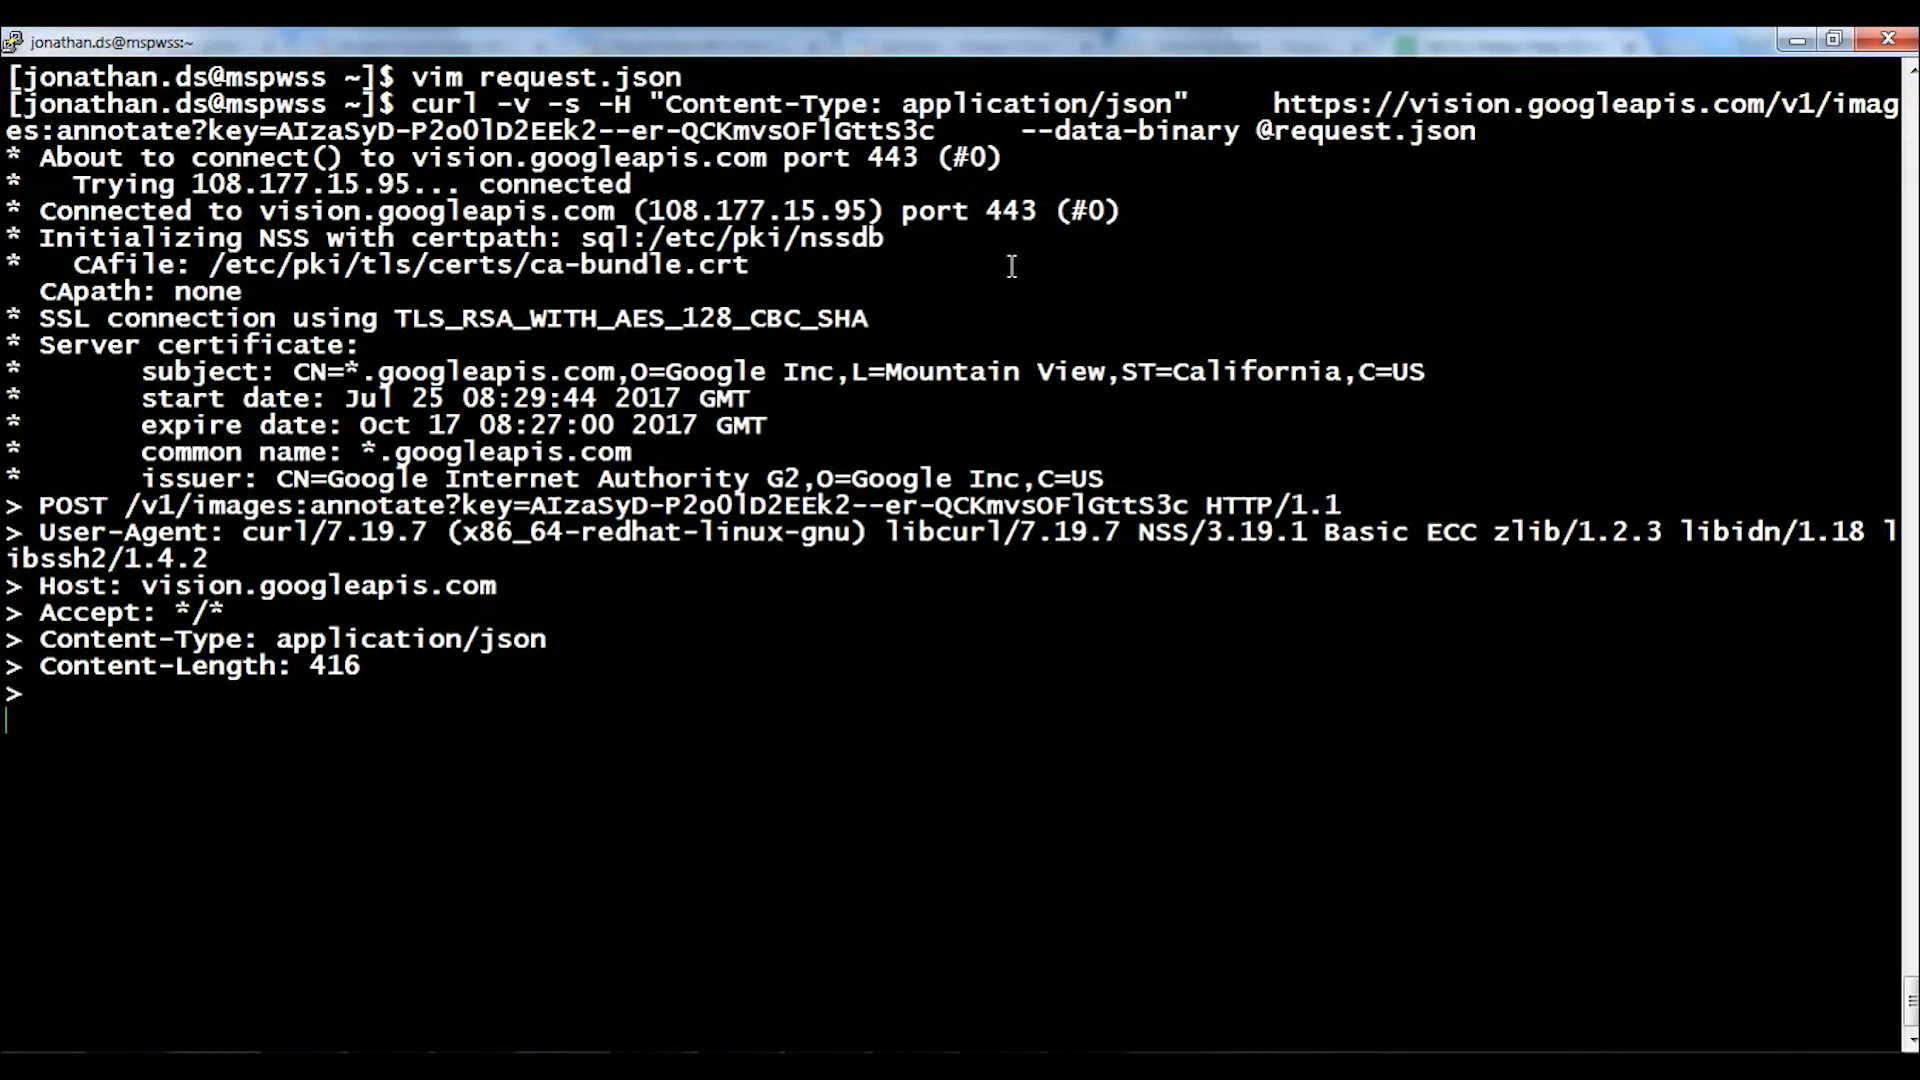 jonathan.ds@mspwss:~
[jonathan.ds@mspwss ~]$ vim request.json
[jonathan.ds@mspwss ~]$ curl -v -s -H "Content-Type: application/json"     https://vision.googleapis.com/v1/imag
es:annotate?key=AIzaSyD-P2o0lD2EEk2--er-QCKmvsOFlGttS3c     --data-binary @request.json
* About to connect() to vision.googleapis.com port 443 (#0)
*   Trying 108.177.15.95... connected
* Connected to vision.googleapis.com (108.177.15.95) port 443 (#0)
* Initializing NSS with certpath: sql:/etc/pki/nssdb
*   CAfile: /etc/pki/tls/certs/ca-bundle.crt
  CApath: none
* SSL connection using TLS_RSA_WITH_AES_128_CBC_SHA
* Server certificate:
*       subject: CN=*.googleapis.com,O=Google Inc,L=Mountain View,ST=California,C=US
*       start date: Jul 25 08:29:44 2017 GMT
*       expire date: Oct 17 08:27:00 2017 GMT
*       common name: *.googleapis.com
*       issuer: CN=Google Internet Authority G2,O=Google Inc,C=US
> POST /v1/images:annotate?key=AIzaSyD-P2o0lD2EEk2--er-QCKmvsOFlGttS3c HTTP/1.1
> User-Agent: curl/7.19.7 (x86_64-redhat-linux-gnu) libcurl/7.19.7 NSS/3.19.1 Basic ECC zlib/1.2.3 libidn/1.18 l
ibssh2/1.4.2
> Host: vision.googleapis.com
> Accept: */*
> Content-Type: application/json
> Content-Length: 416
>